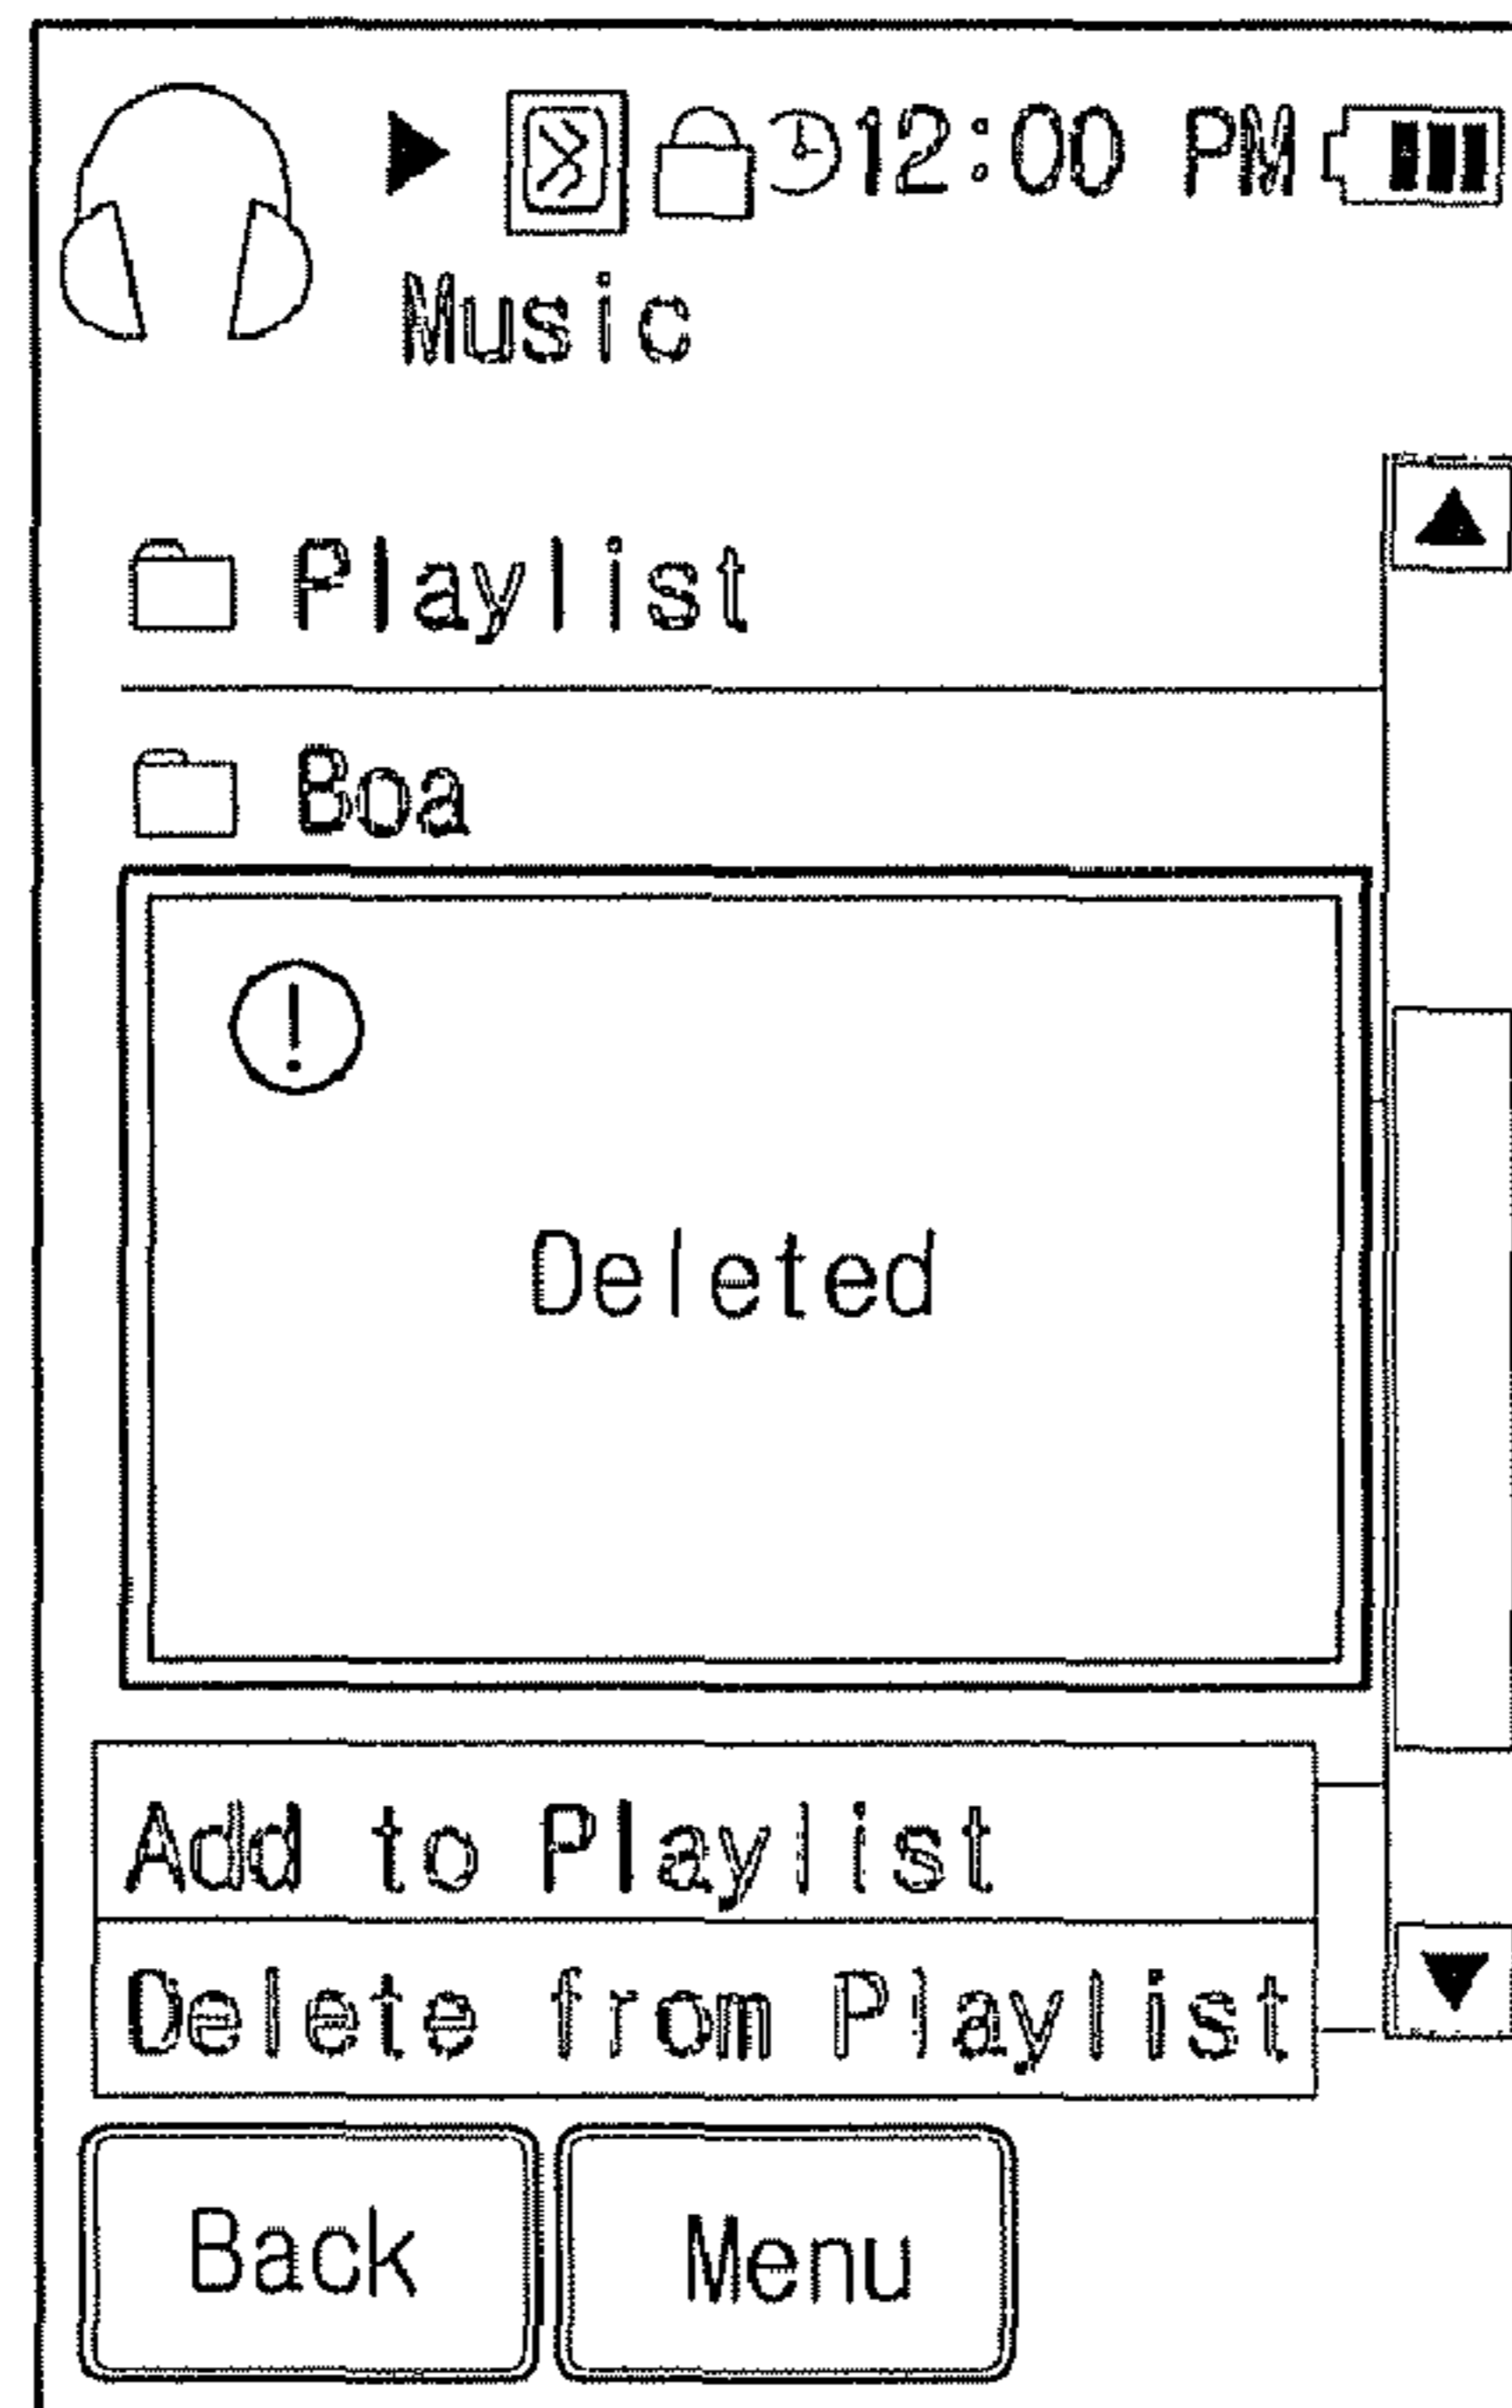 12:00 PM
Music
Playlist
Boa
!
Deleted
Add to Playlist
Delete from Playlist
Back Menu